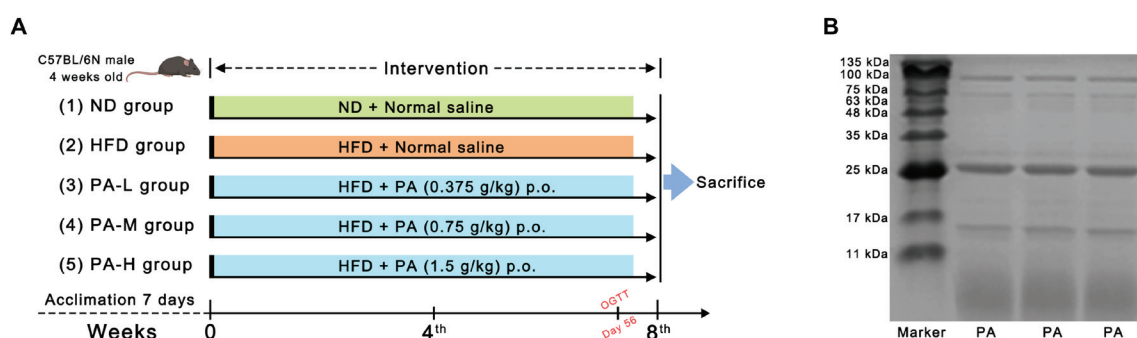 A
C57BL/6N male
4 weeks old
Intervention
(1) ND group
ND + Normal saline
(2) HFD group
HFD + Normal saline
(3) PA-L group
HFD + PA (0.375 g/kg) p.o.
(4) PA-M group
HFD + PA (0.75 g/kg) p.o.
(5) PA-H group
HFD + PA (1.5 g/kg) p.o.
Sacrifice
Acclimation 7 days
OGTT
Day 56
Weeks
0
4th
8th
B
135 kDa
100 kDa
75 kDa
63 kDa
48 kDa
35 kDa
25 kDa
17 kDa
11 kDa
Marker PA PA PA